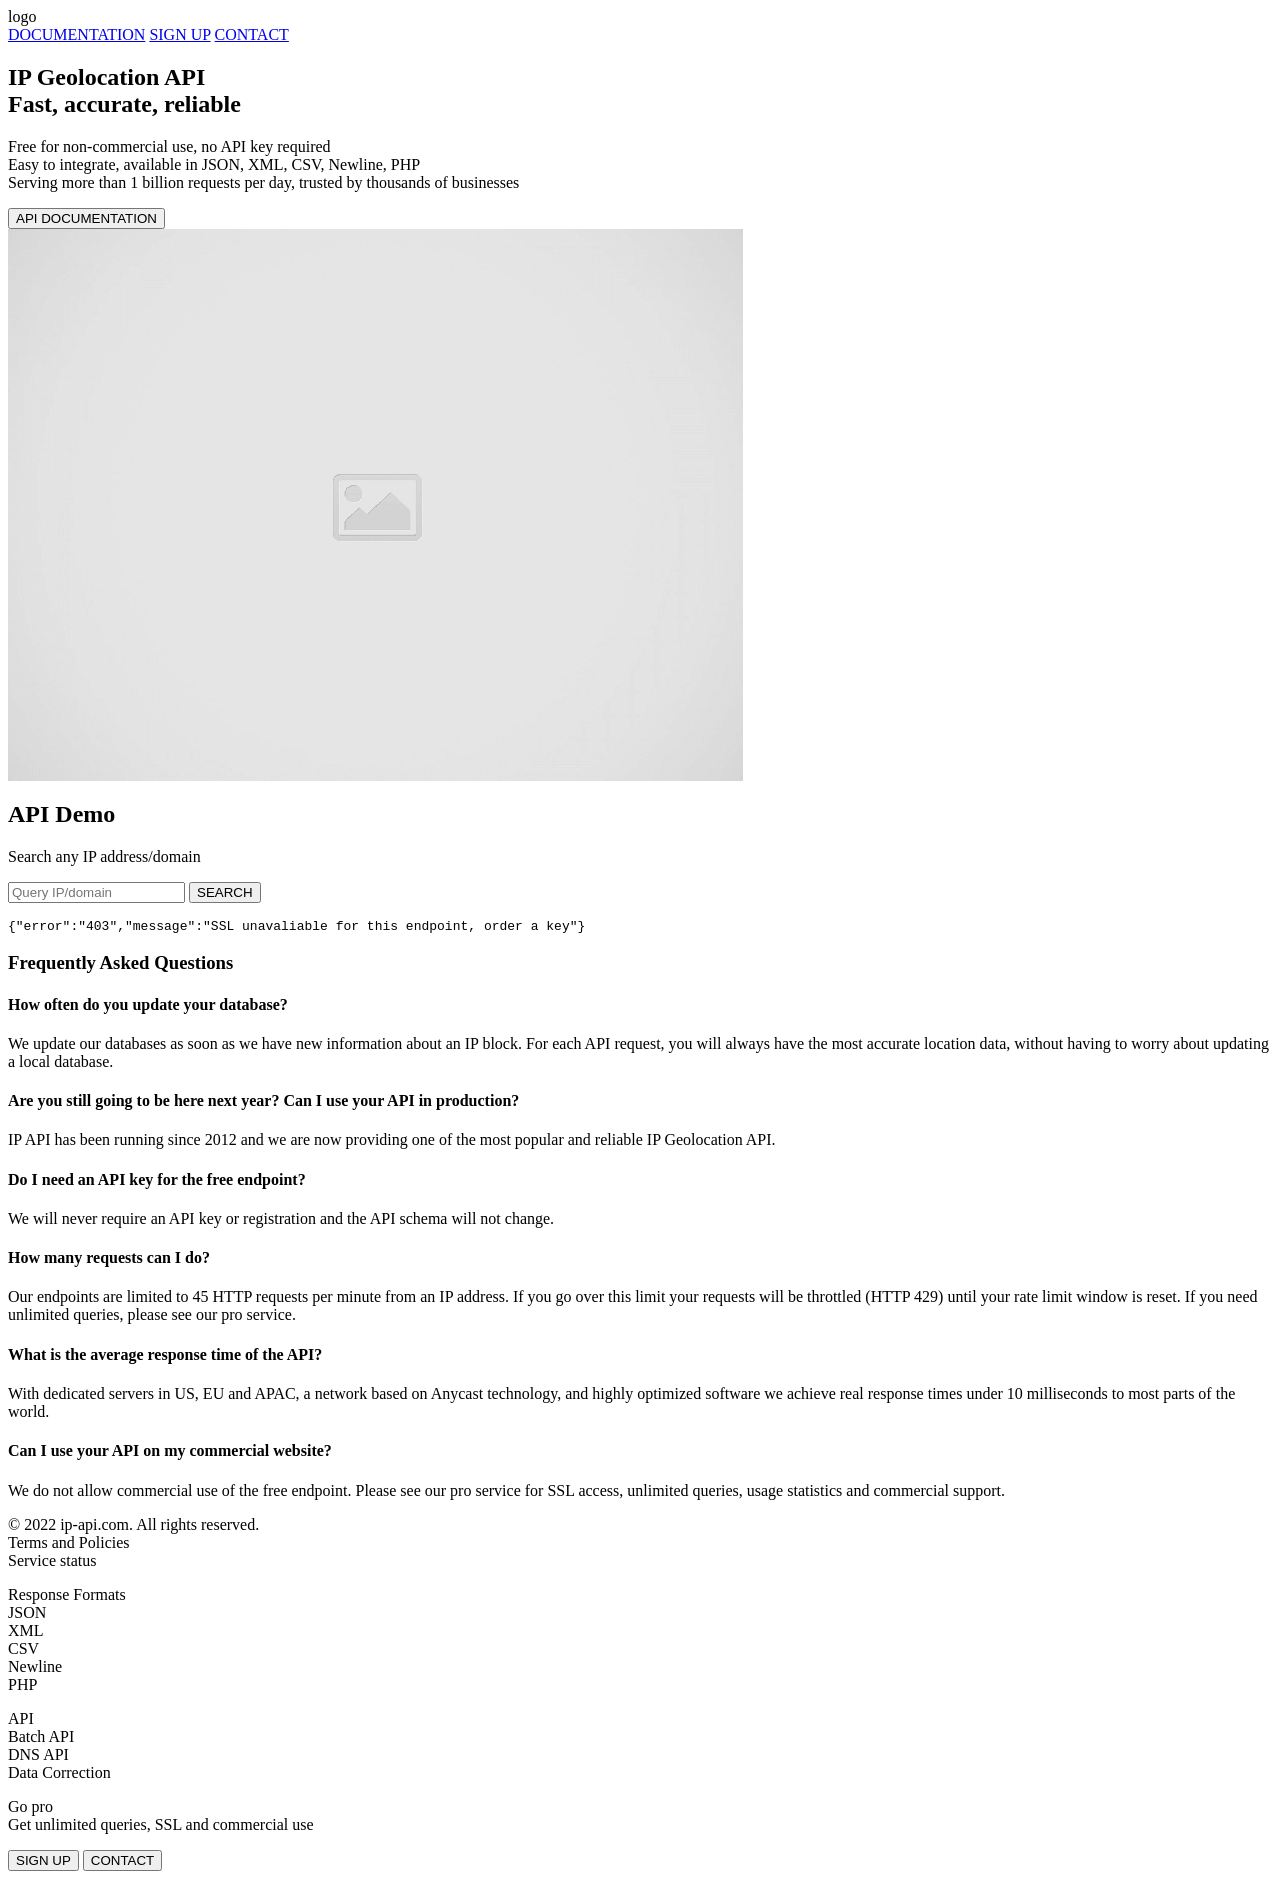 logo
DOCUMENTATION SIGN UP CONTACT
IP Geolocation API
Fast, accurate, reliable
Free for non-commercial use, no API key required
Easy to integrate, available in JSON, XML, CSV, Newline, PHP
Serving more than 1 billion requests per day, trusted by thousands of businesses
API DOCUMENTATION
API Demo
Search any IP address/domain
Query IP/domain SEARCH
{"error":"403","message":"SSL unavaliable for this endpoint, order a key"}
Frequently Asked Questions
How often do you update your database?
We update our databases as soon as we have new information about an IP block. For each API request, you will always have the most accurate location data, without having to worry about updating
a local database.
Are you still going to be here next year? Can I use your API in production?
IP API has been running since 2012 and we are now providing one of the most popular and reliable IP Geolocation API.
Do I need an API key for the free endpoint?
We will never require an API key or registration and the API schema will not change.
How many requests can I do?
Our endpoints are limited to 45 HTTP requests per minute from an IP address. If you go over this limit your requests will be throttled (HTTP 429) until your rate limit window is reset. If you need
unlimited queries, please see our pro service.
What is the average response time of the API?
With dedicated servers in US, EU and APAC, a network based on Anycast technology, and highly optimized software we achieve real response times under 10 milliseconds to most parts of the
world.
Can I use your API on my commercial website?
We do not allow commercial use of the free endpoint. Please see our pro service for SSL access, unlimited queries, usage statistics and commercial support.
© 2022 ip-api.com. All rights reserved.
Terms and Policies
Service status
Response Formats
JSON
XML
CSV
Newline
PHP
API
Batch API
DNS API
Data Correction
Go pro
Get unlimited queries, SSL and commercial use
SIGN UP CONTACT